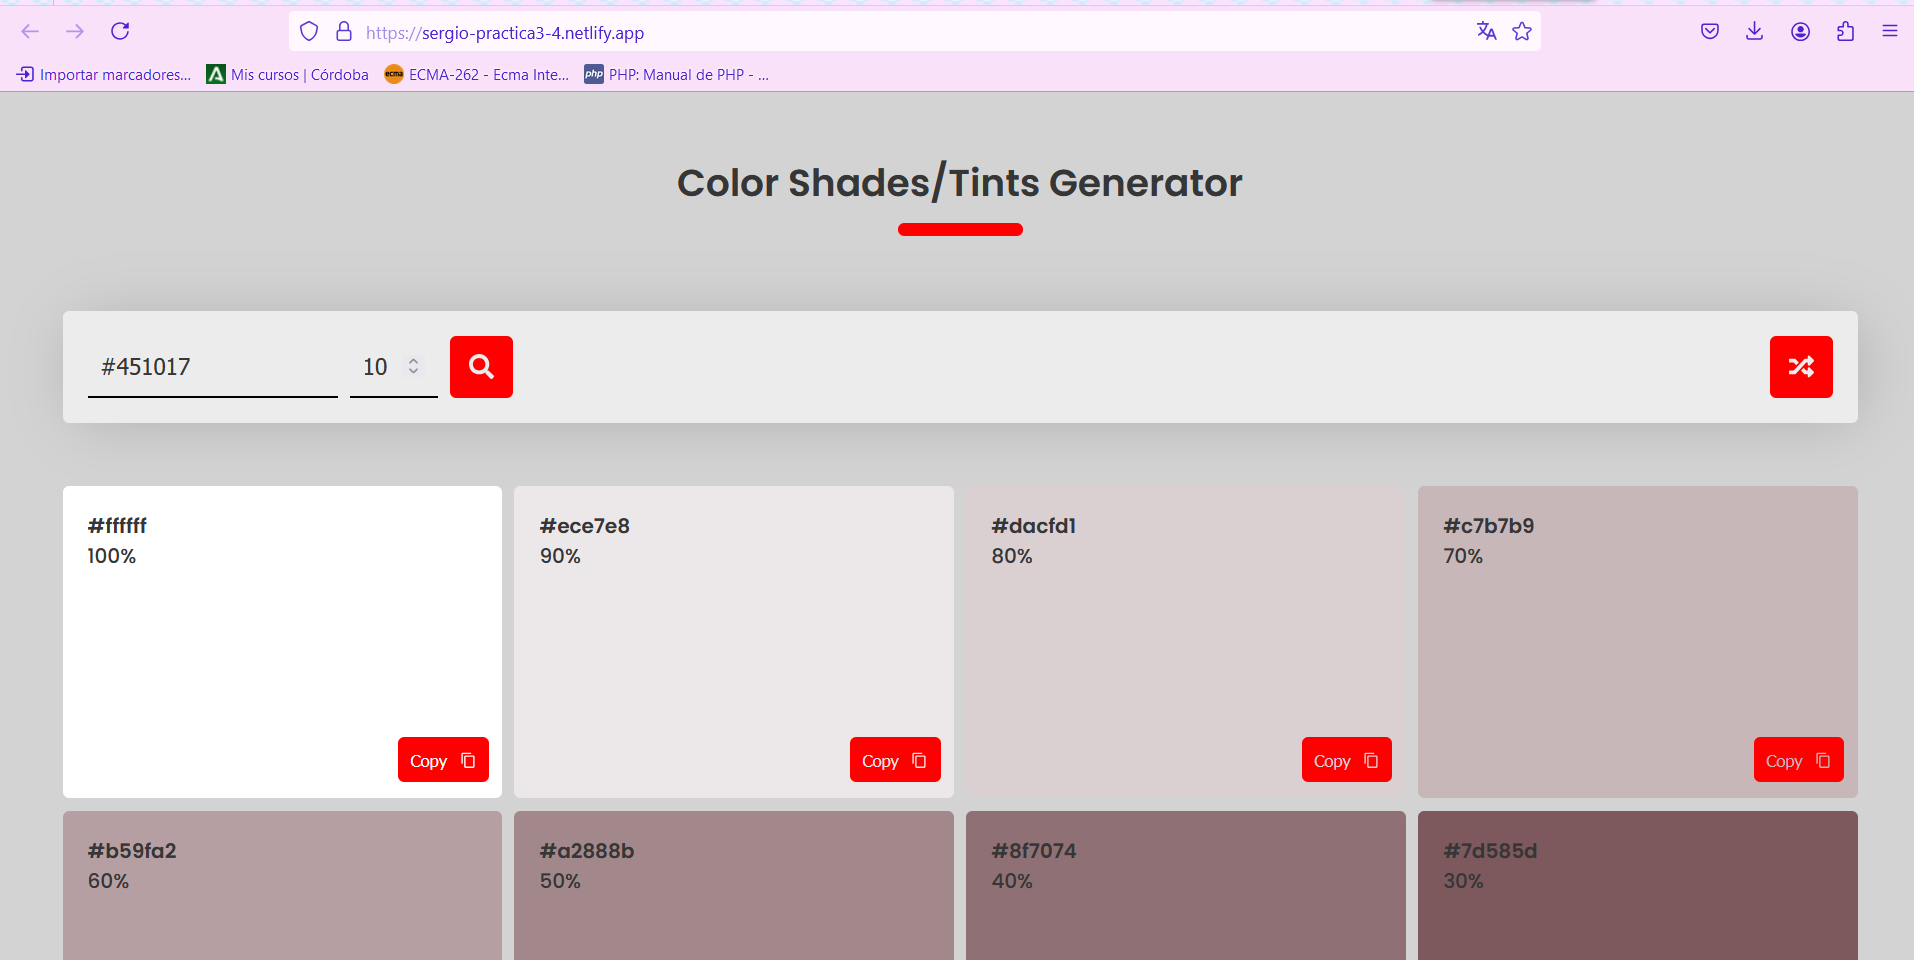 https://sergio-practica3-4.netlify.app
Importar marcadores...
Mis cursos | Córdoba
ecma
ECMA-262 - Ecma Inte...
php
PHP: Manual de PHP - ...
Color Shades/Tints Generator
#451017
10
#ffffff
100%
Copy
#ece7e8
90%
Copy
#dacfd1
80%
Copy
#c7b7b9
70%
Copy
#b59fa2
60%
#a2888b
50%
#8f7074
40%
#7d585d
30%